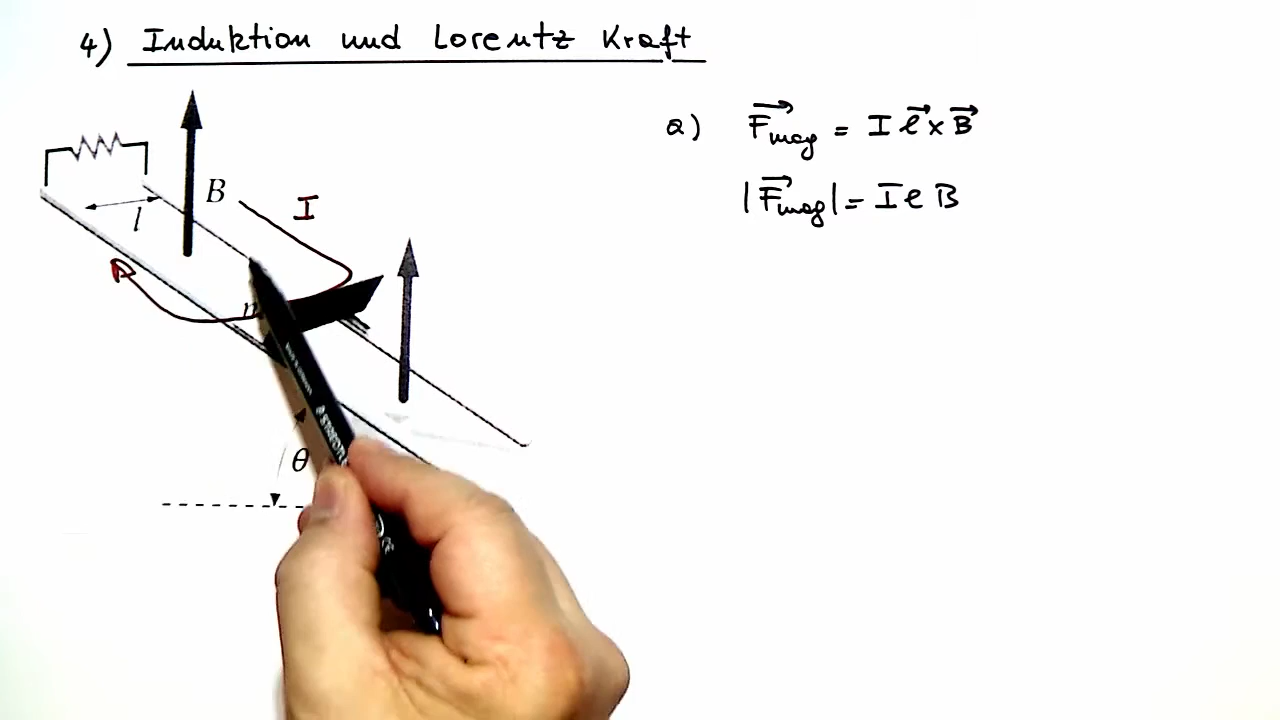 4) Induktion und Lorentz Kraft
B
I
l
θ
a) F⃗mag = I ℓ⃗ × B⃗
|F⃗mag| = I ℓ B